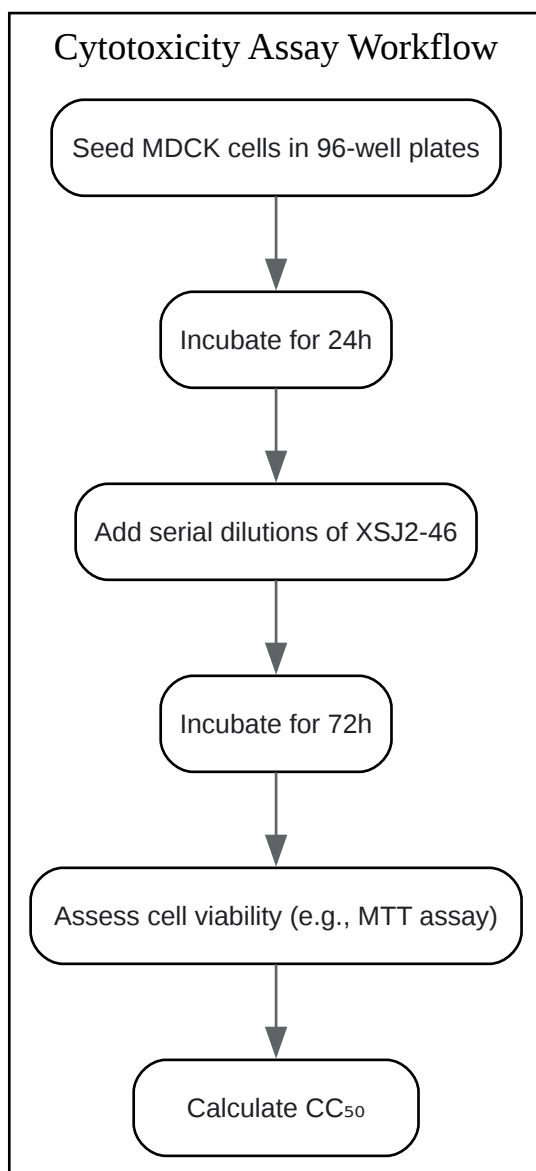 Cytotoxicity Assay Workflow
Seed MDCK cells in 96-well plates
Incubate for 24h
Add serial dilutions of XSJ2-46
Incubate for 72h
Assess cell viability (e.g., MTT assay)
Calculate CC₅₀